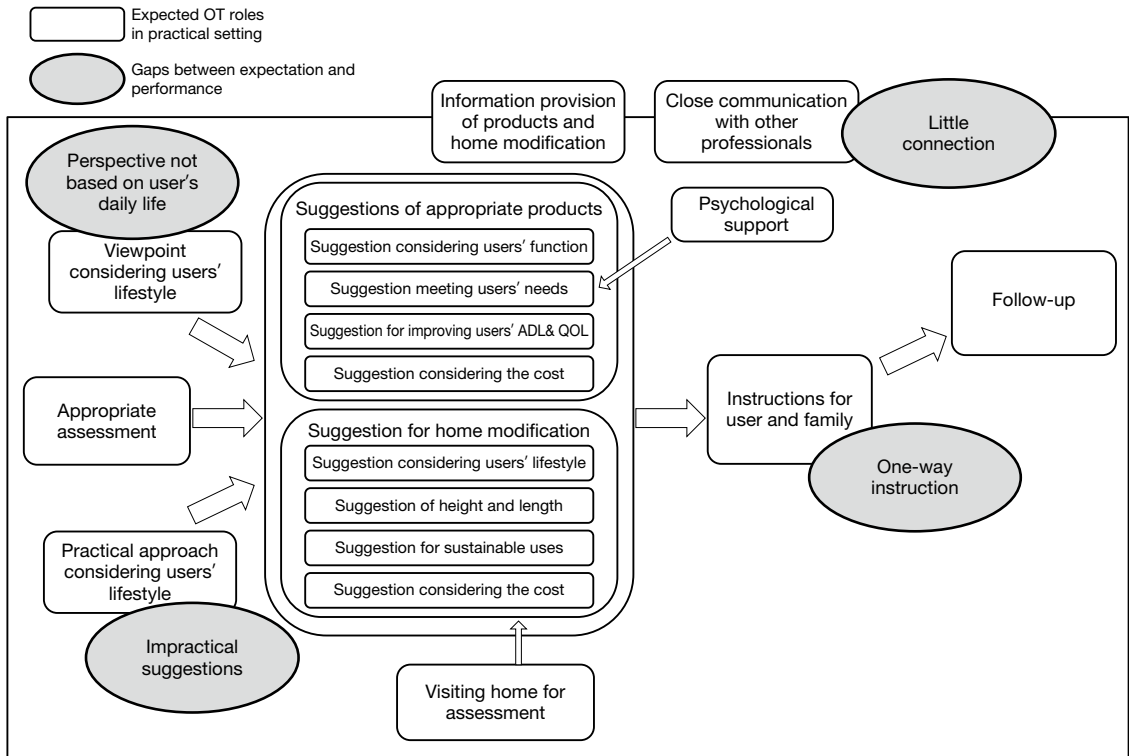 Expected OT roles
in practical setting
Gaps between expectation and
performance
Information provision
of products and
home modification
Close communication
with other
professionals
Little
connection
Perspective not
based on user's
daily life
Viewpoint
considering users'
lifestyle
Suggestions of appropriate products
Suggestion considering users' function
Suggestion meeting users' needs
Suggestion for improving users' ADL& QOL
Suggestion considering the cost
Psychological
support
Follow-up
Appropriate
assessment
Instructions for
user and family
One-way
instruction
Suggestion for home modification
Suggestion considering users' lifestyle
Suggestion of height and length
Suggestion for sustainable uses
Suggestion considering the cost
Practical approach
considering users'
lifestyle
Impractical
suggestions
Visiting home for
assessment